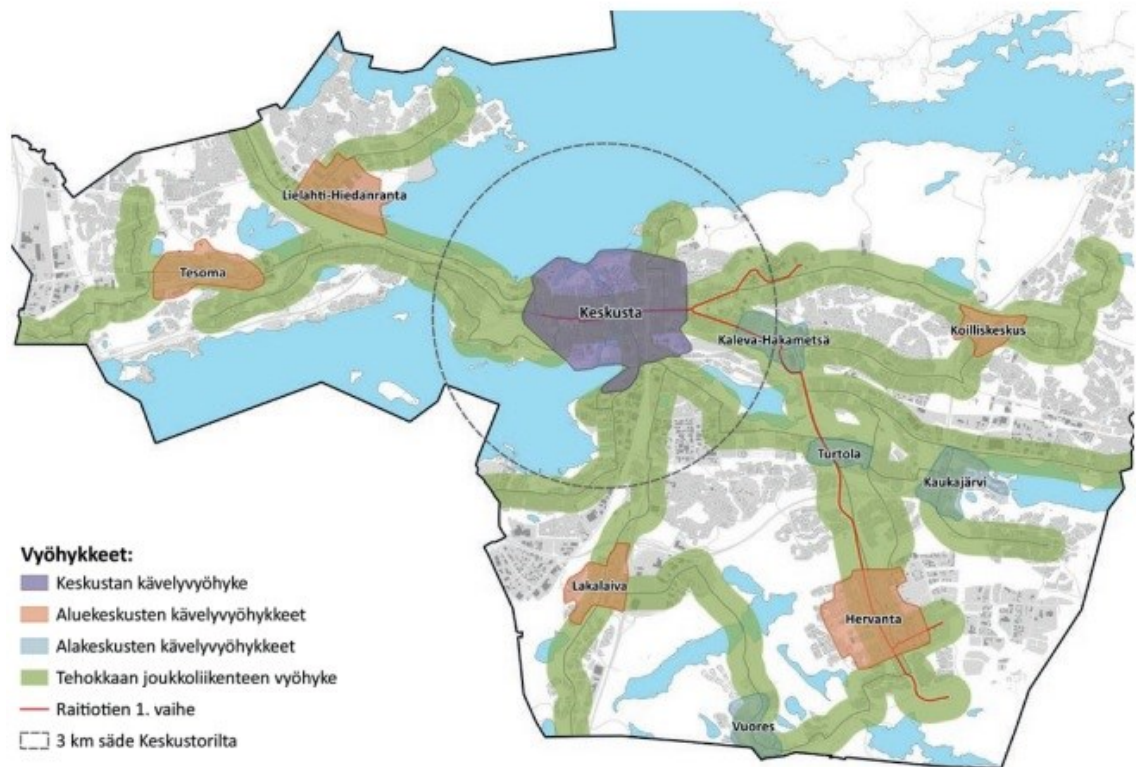 Lielahti-Hiedanranta
Tesoma
Keskusta
Kaleva-Hakametsä
Koilliskeskus
Turtola
Kaukajärvi
Lakalaiva
Hervanta
Vuores
Vyöhykkeet:
Keskustan kävelyvyöhyke
Aluekeskusten kävelyvyöhykkeet
Alakeskusten kävelyvyöhykkeet
Tehokkaan joukkoliikenteen vyöhyke
Raitiotien 1. vaihe
3 km säde Keskustorilta